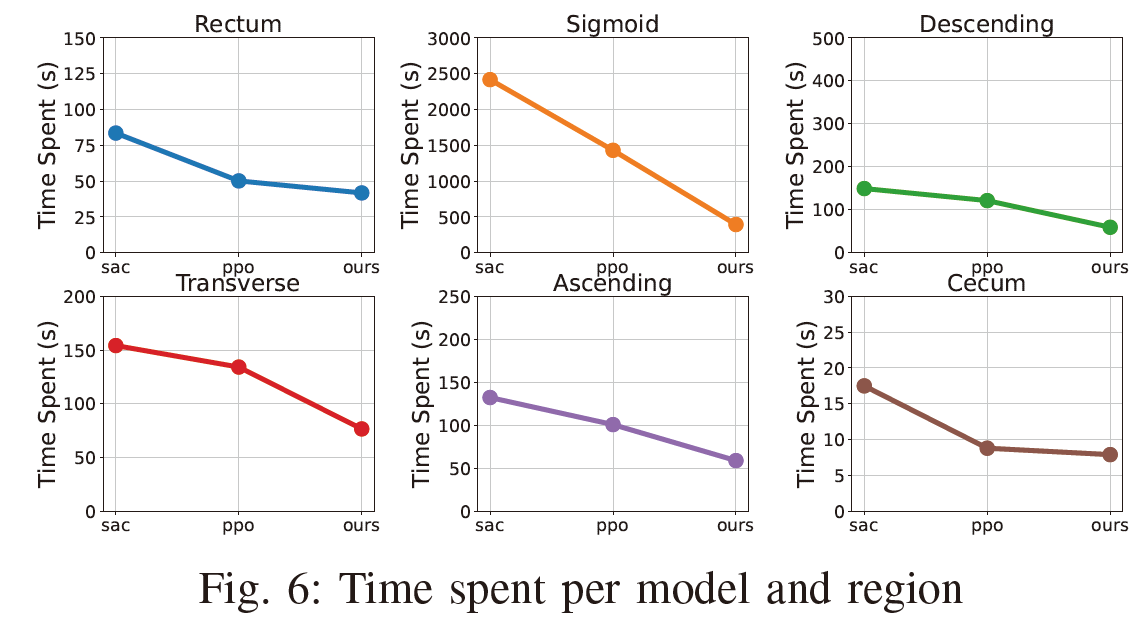 Rectum
Time Spent (s)
150
125
100
75
50
25
0
sac ppo ours
Sigmoid
Time Spent (s)
3000
2500
2000
1500
1000
500
0
sac ppo ours
Descending
Time Spent (s)
500
400
300
200
100
0
sac ppo ours
Transverse
Time Spent (s)
200
150
100
50
0
sac ppo ours
Ascending
Time Spent (s)
250
200
150
100
50
0
sac ppo ours
Cecum
Time Spent (s)
30
25
20
15
10
5
0
sac ppo ours
Fig. 6: Time spent per model and region